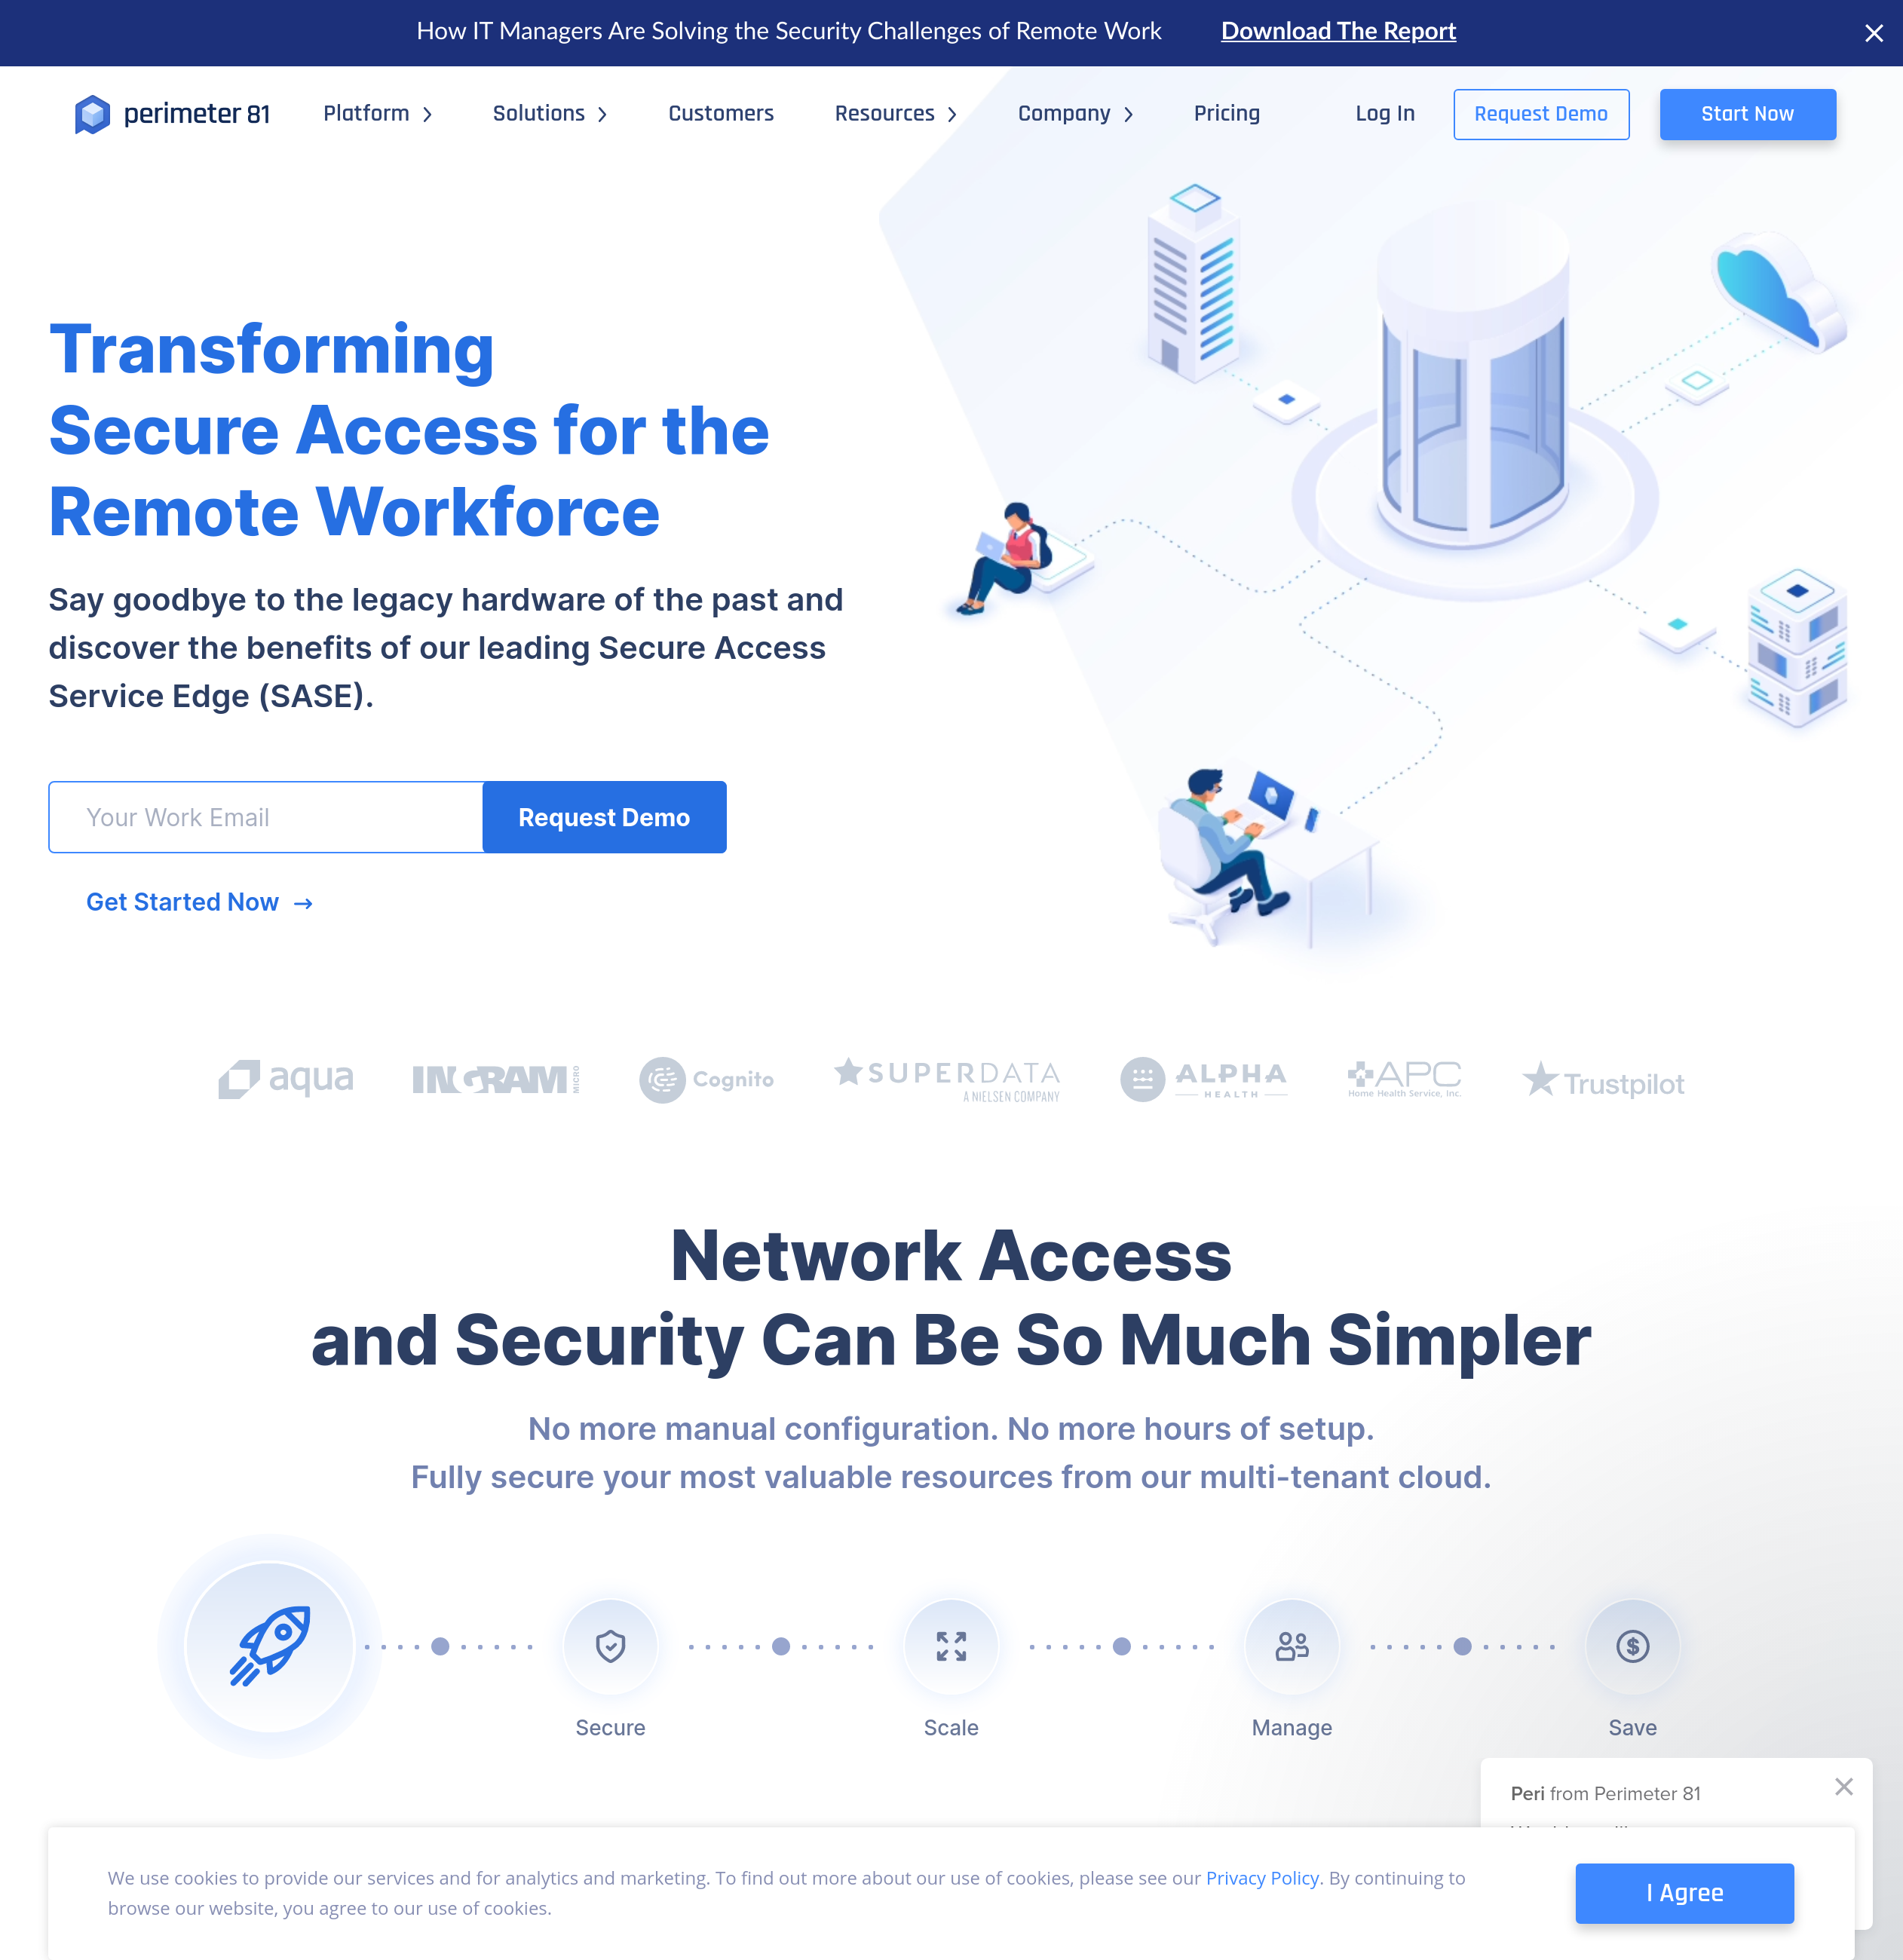 How IT Managers Are Solving the Security Challenges of Remote Work Download The Report
perimeter 81 Platform Solutions Customers Resources Company Pricing Log In Request Demo Start Now
Transforming
Secure Access for the
Remote Workforce
Say goodbye to the legacy hardware of the past and
discover the benefits of our leading Secure Access
Service Edge (SASE).
Your Work Email Request Demo
Get Started Now →
aqua
INGRAM MICRO
Cognito
SUPERDATA
A NIELSEN COMPANY
ALPHA
HEALTH
APC
Home Health Service, Inc.
Trustpilot
Network Access
and Security Can Be So Much Simpler
No more manual configuration. No more hours of setup.
Fully secure your most valuable resources from our multi-tenant cloud.
Secure Scale Manage Save
Peri from Perimeter 81
We use cookies to provide our services and for analytics and marketing. To find out more about our use of cookies, please see our Privacy Policy. By continuing to
browse our website, you agree to our use of cookies.
I Agree